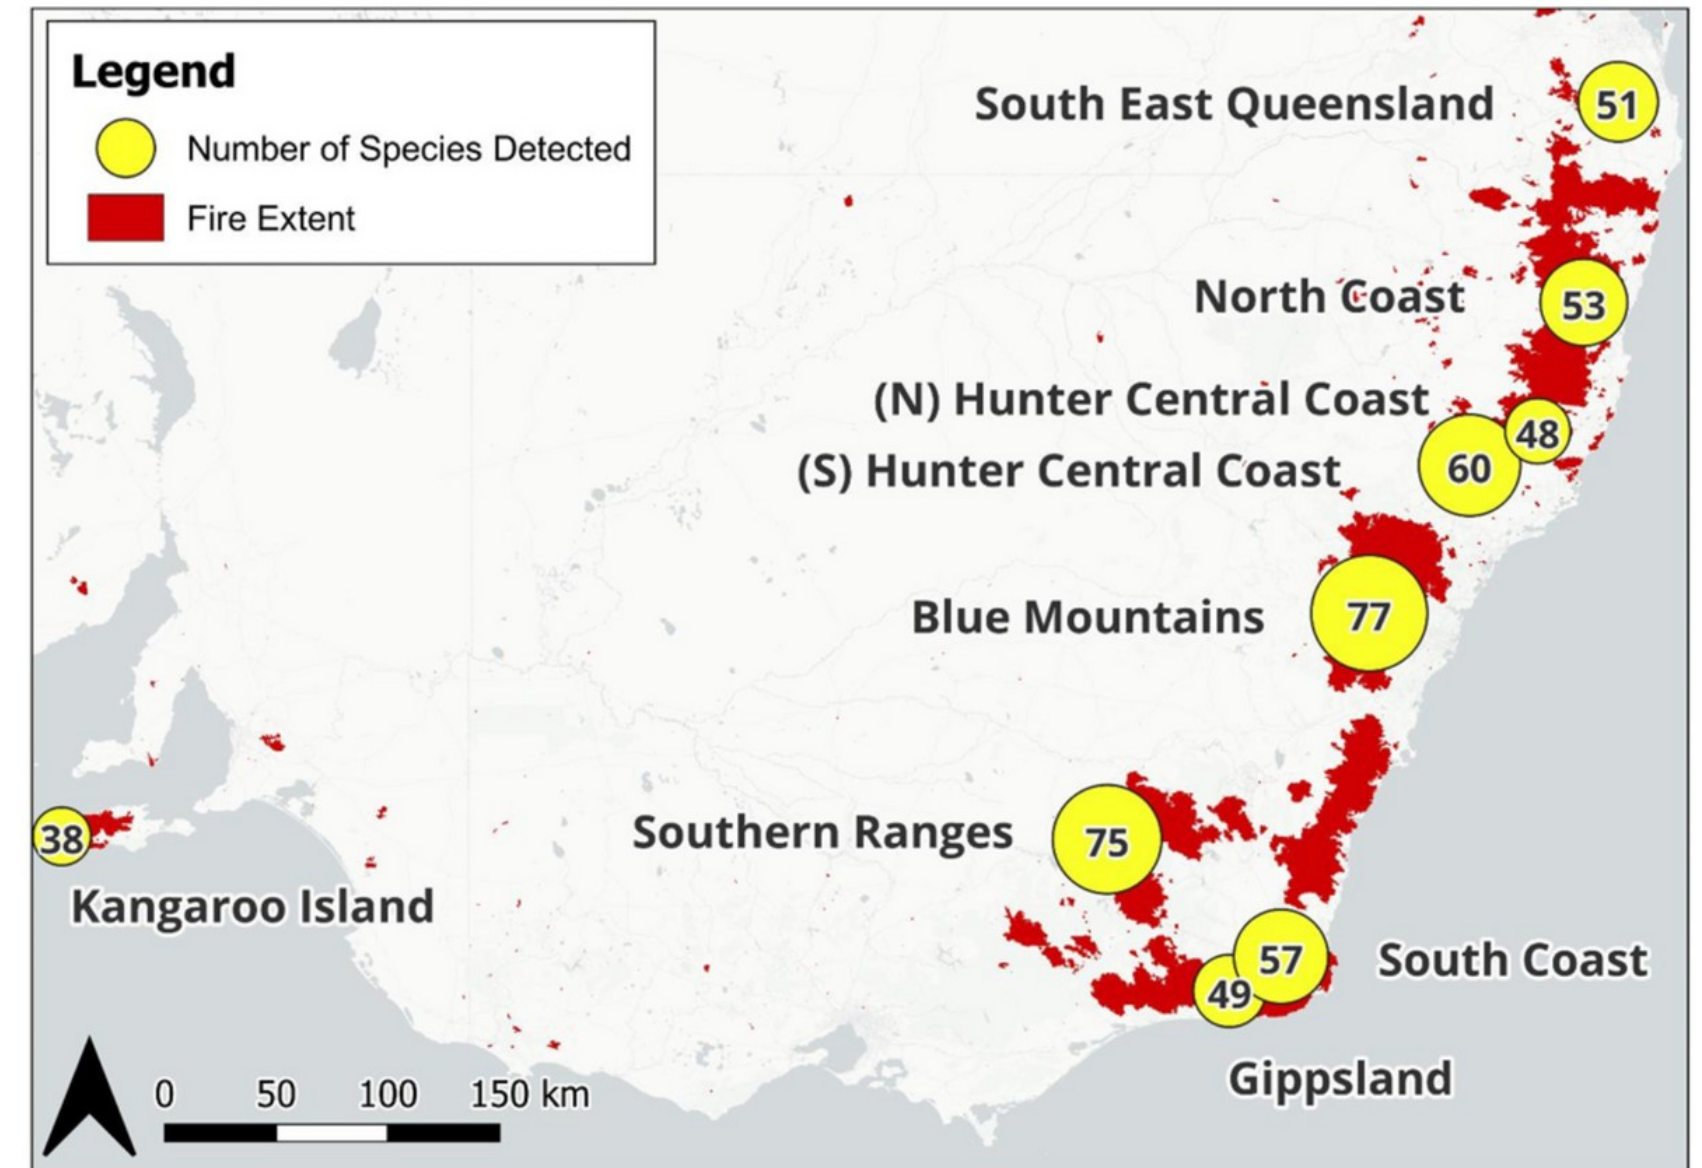 Legend
Number of Species Detected
Fire Extent
South East Queensland
51
North Coast
53
(N) Hunter Central Coast
48
(S) Hunter Central Coast
60
Blue Mountains
77
Southern Ranges
75
38
Kangaroo Island
57
South Coast
49
Gippsland
0 50 100 150 km